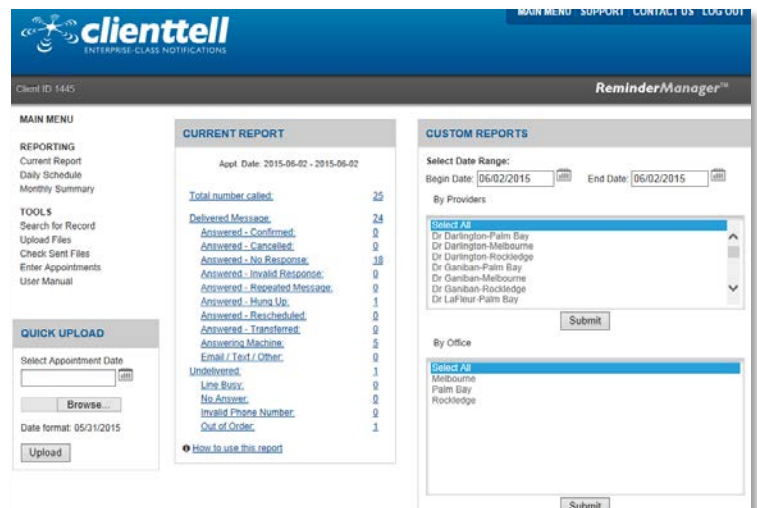 MAIN MENU SUPPORT CONTACT US LOG OUT
clienttell
ENTERPRISE-CLASS NOTIFICATIONS
Client ID 1445
ReminderManager™
MAIN MENU
REPORTING
Current Report
Daily Schedule
Monthly Summary
TOOLS
Search for Record
Upload Files
Check Sent Files
Enter Appointments
User Manual
QUICK UPLOAD
Select Appointment Date
Browse...
Date format: 05/31/2015
Upload
CURRENT REPORT
Appt. Date: 2015-06-02 - 2015-06-02
Total number called: 25
Delivered Message: 24
Answered - Confirmed: 0
Answered - Cancelled: 0
Answered - No Response: 18
Answered - Invalid Response: 0
Answered - Repeated Message: 0
Answered - Hung Up: 1
Answered - Rescheduled: 0
Answered - Transferred: 0
Answering Machine: 5
Email / Text / Other: 0
Undelivered: 1
Line Busy: 0
No Answer: 0
Invalid Phone Number: 0
Out of Order: 1
How to use this report
CUSTOM REPORTS
Select Date Range:
Begin Date: 06/02/2015 End Date: 06/02/2015
By Providers
Select All
Dr Darlington-Palm Bay
Dr Darlington-Melbourne
Dr Darlington-Rockledge
Dr Ganiban-Palm Bay
Dr Ganiban-Melbourne
Dr Ganiban-Rockledge
Dr LaFleur-Palm Bay
Submit
By Office
Select All
Melbourne
Palm Bay
Rockledge
Submit